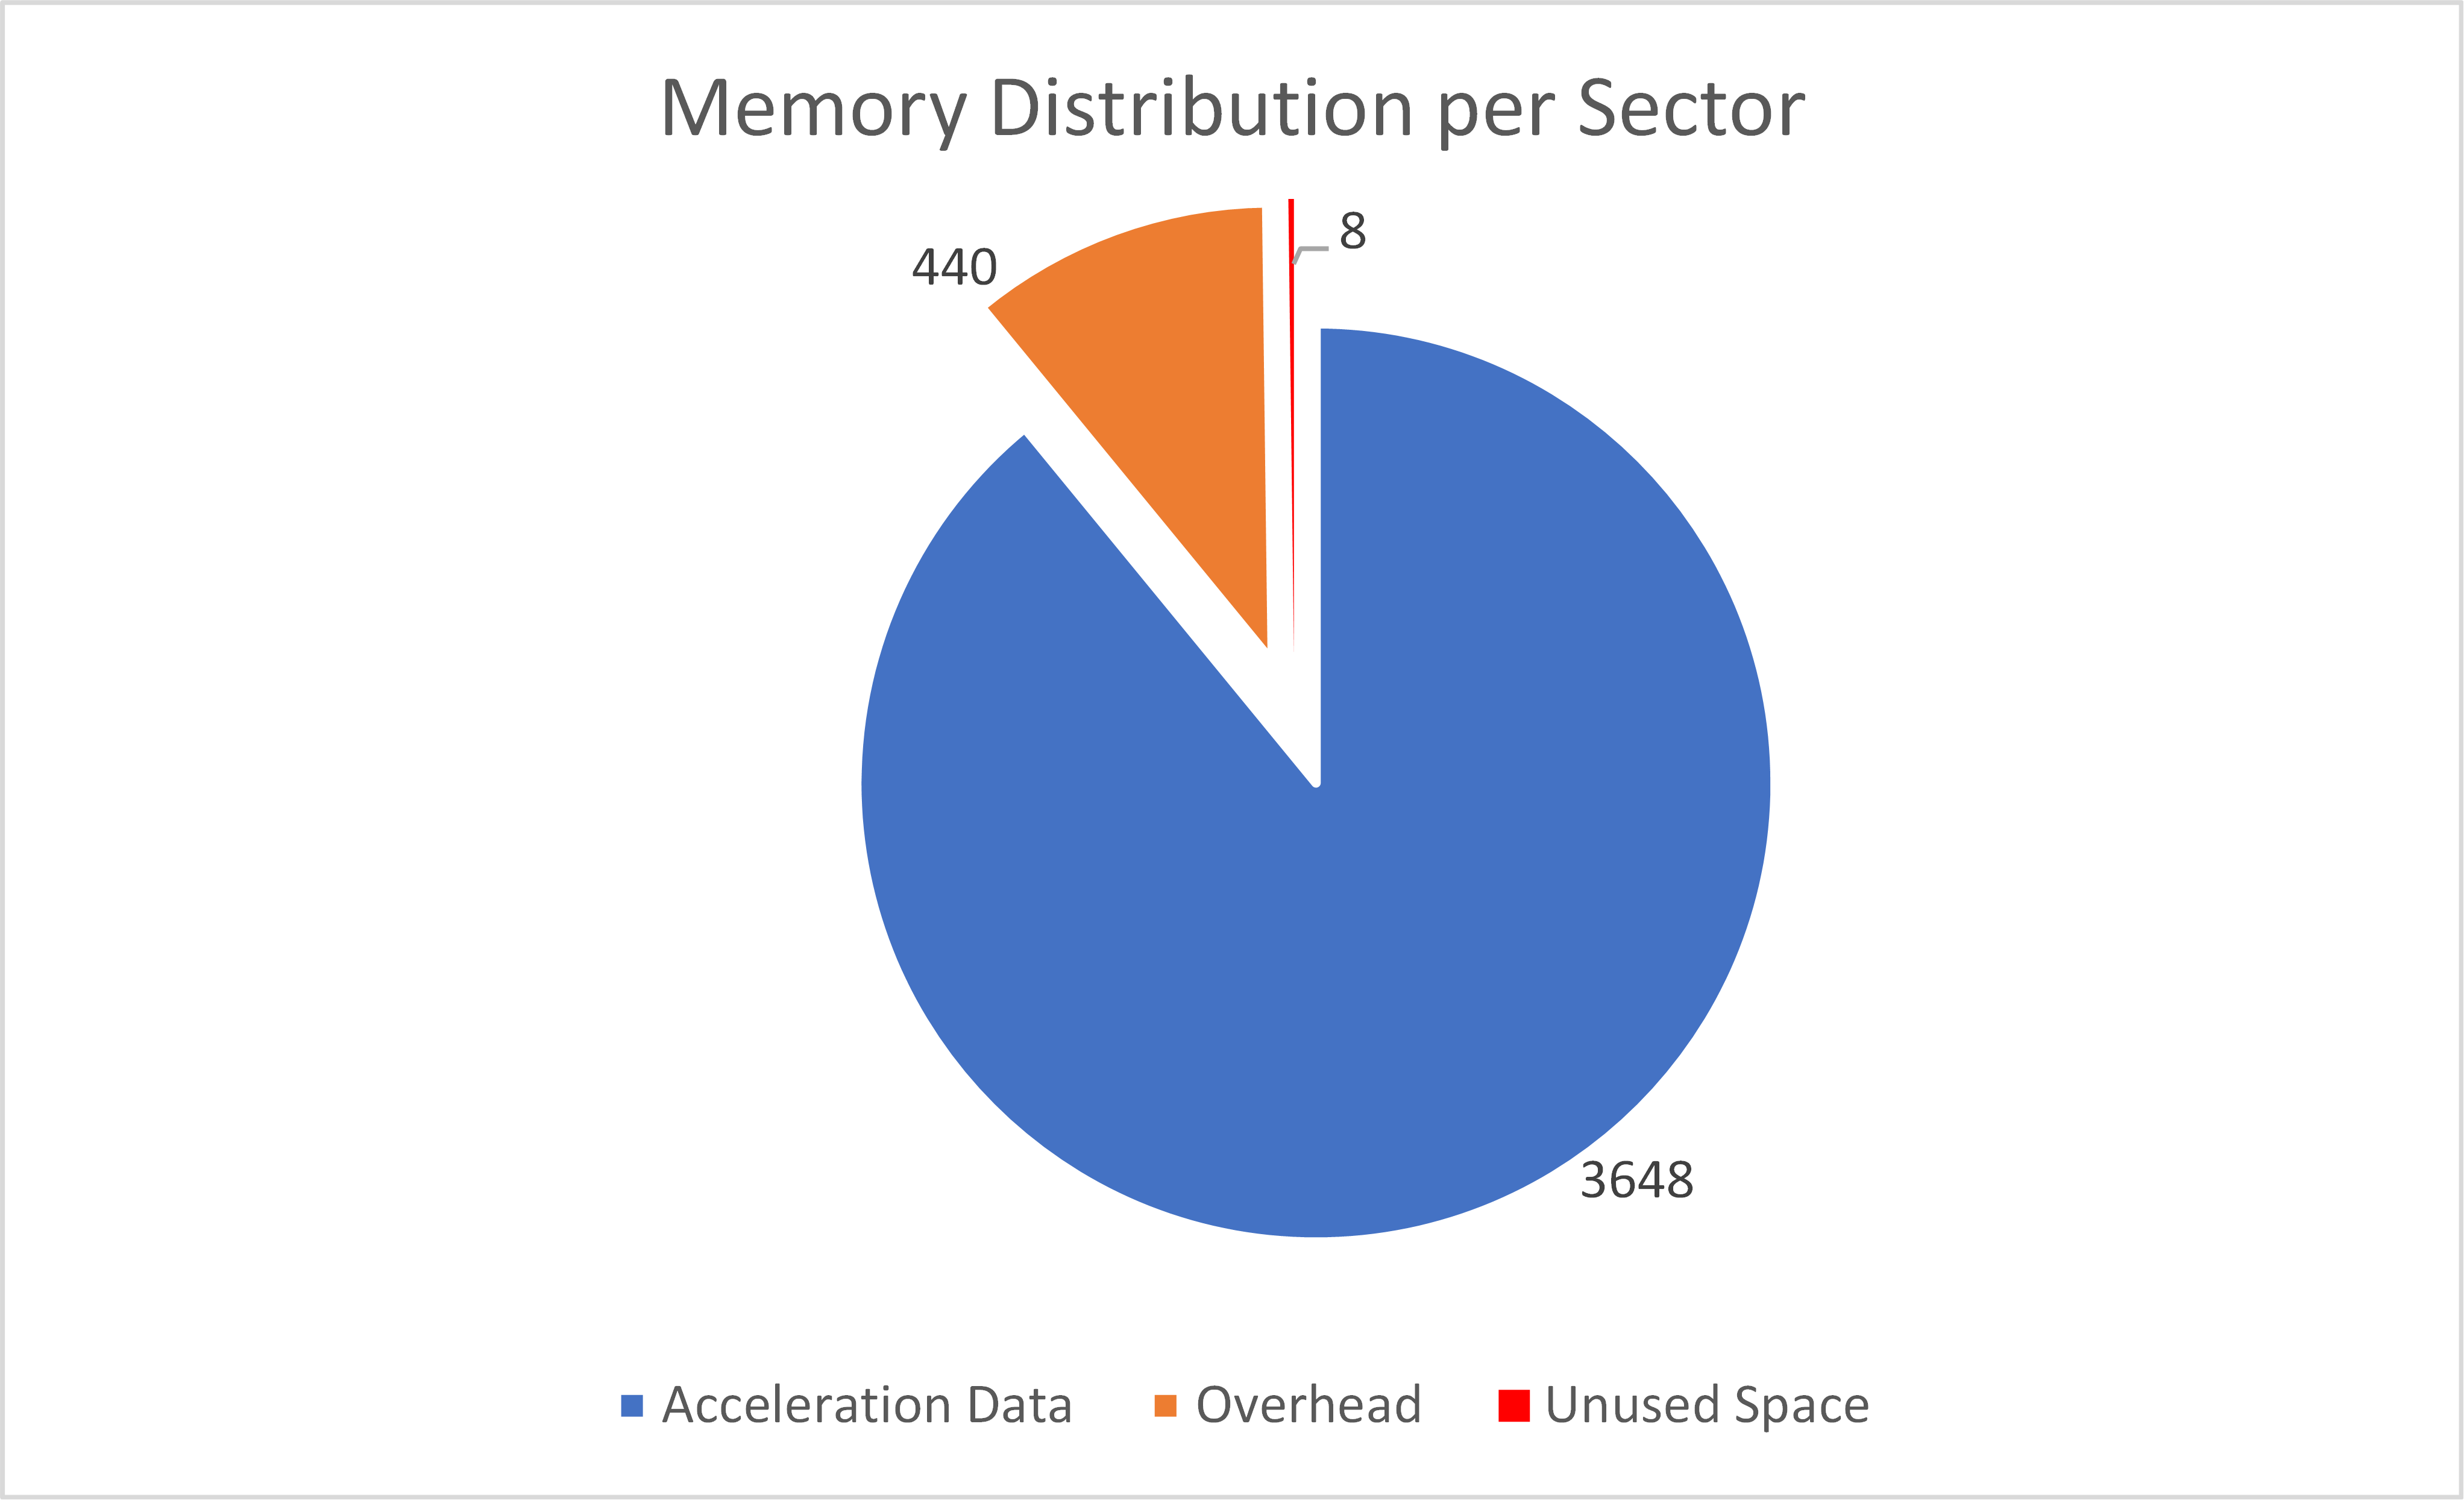 Memory Distribution per Sector
8
440
3648
Acceleration Data
Overhead
Unused Space